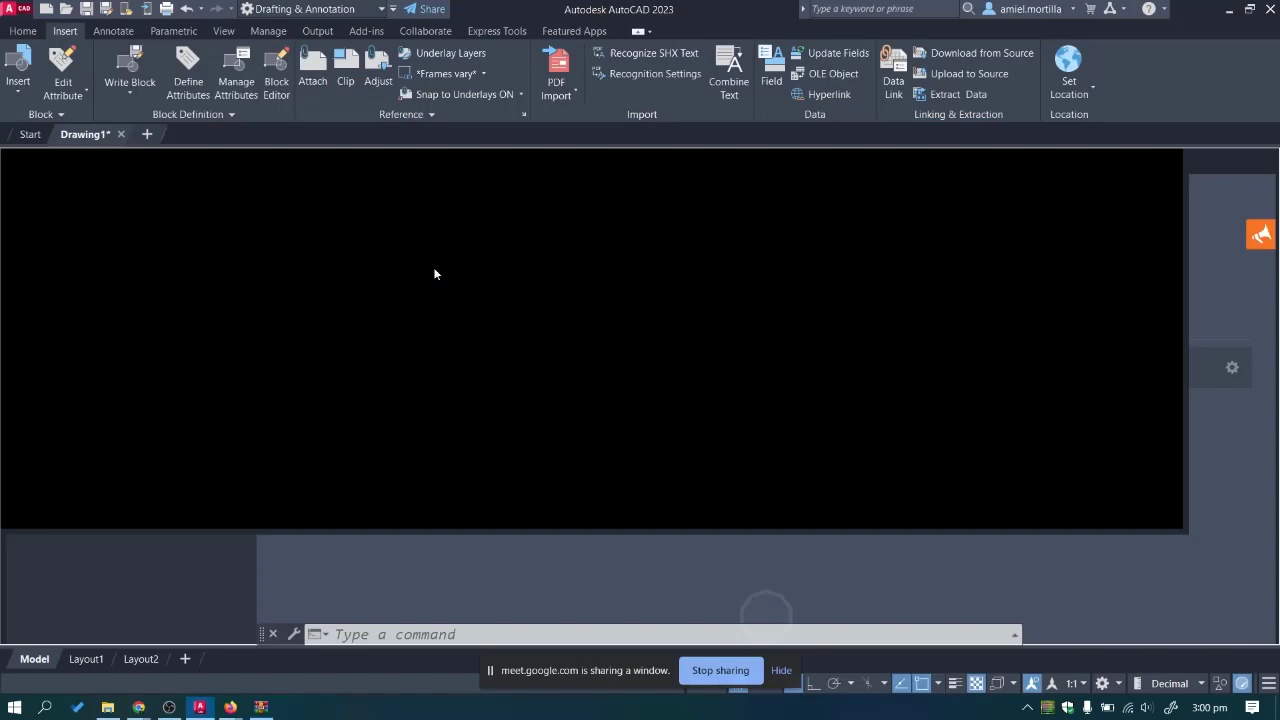 CAD
Drafting & Annotation
Share
Autodesk AutoCAD 2023
Type a keyword or phrase
amiel.mortilla
Home
Insert
Annotate
Parametric
View
Manage
Output
Add-ins
Collaborate
Express Tools
Featured Apps
Insert
Edit
Attribute
Block
Write Block
Define
Attributes
Manage
Attributes
Block
Editor
Block Definition
Attach
Clip
Adjust
Underlay Layers
*Frames vary*
Snap to Underlays ON
Reference
PDF
Import
Recognize SHX Text
Recognition Settings
Combine
Text
Import
Field
Update Fields
OLE Object
Hyperlink
Data
Data
Link
Download from Source
Upload to Source
Extract Data
Linking & Extraction
Set
Location
Location
Start
Drawing1*
Type a command
Model
Layout1
Layout2
meet.google.com is sharing a window.
Stop sharing
Hide
1:1
Decimal
3:00 pm